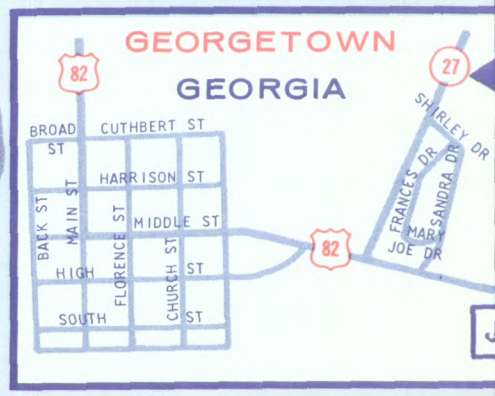 GEORGETOWN
GEORGIA
82
27
BROAD ST
CUTHBERT ST
HARRISON ST
MIDDLE ST
HIGH ST
SOUTH ST
BACK ST
MAIN ST
FLORENCE ST
CHURCH ST
82
SHIRLEY DR
FRANCES DR
SANDRA DR
MARY JOE DR
J